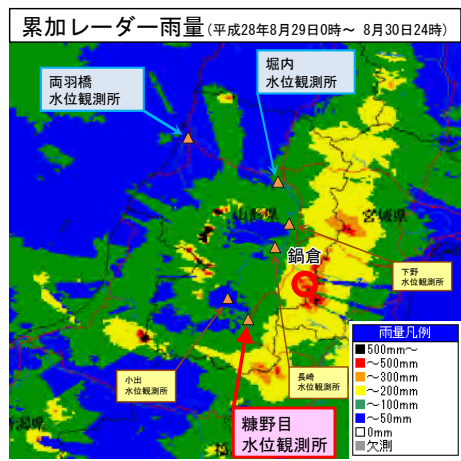 累加レーダー雨量(平成28年8月29日0時～ 8月30日24時)
両羽橋
水位観測所
堀内
水位観測所
山形県
宮城県
鍋倉
下野
水位観測所
小出
水位観測所
長崎
水位観測所
糠野目
水位観測所
新潟県
雨量凡例
500mm～
～500mm
～300mm
～200mm
～100mm
～50mm
0mm
欠測